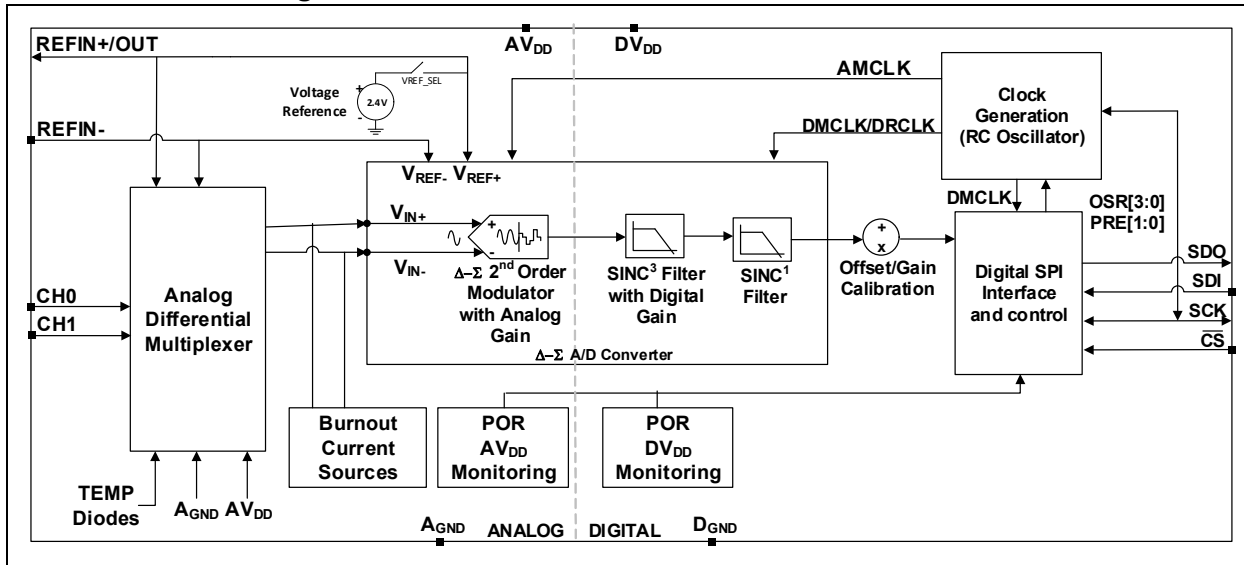 AVDD
DVDD
REFIN+/OUT
VREF_SEL
Voltage
Reference
+
2.4V
-
REFIN-
AMCLK
DMCLK/DRCLK
Clock
Generation
(RC Oscillator)
DMCLK
OSR[3:0]
PRE[1:0]
VREF- VREF+
VIN+
VIN-
+
-
Δ–Σ 2nd Order
Modulator
with Analog
Gain
SINC3 Filter
with Digital
Gain
SINC1
Filter
Δ–Σ A/D Converter
+
x
Offset/Gain
Calibration
Digital SPI
Interface
and control
SDO
SDI
SCK
CS
CH0
CH1
Analog
Differential
Multiplexer
Burnout
Current
Sources
POR
AVDD
Monitoring
POR
DVDD
Monitoring
TEMP
Diodes
AGND
AVDD
AGND
ANALOG
DIGITAL
DGND